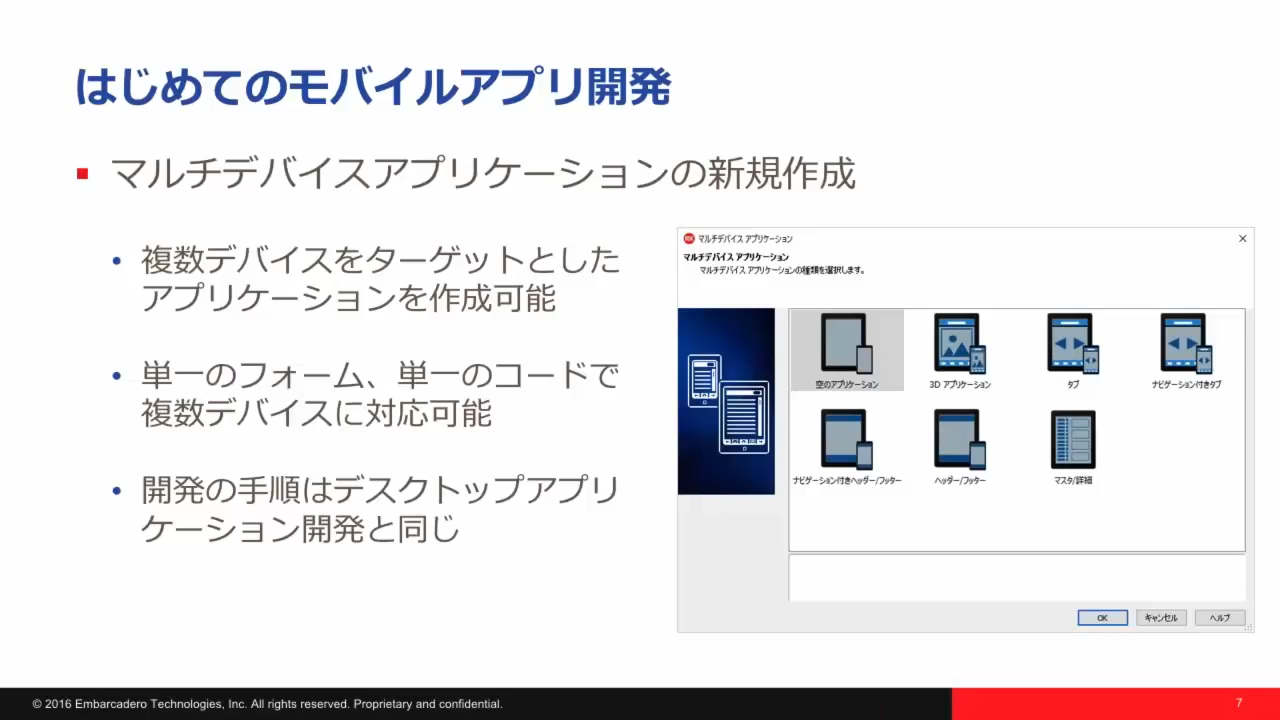 はじめてのモバイルアプリ開発
マルチデバイスアプリケーションの新規作成
複数デバイスをターゲットとした
アプリケーションを作成可能
単一のフォーム、単一のコードで
複数デバイスに対応可能
開発の手順はデスクトップアプリ
ケーション開発と同じ
RX マルチデバイス アプリケーション
マルチデバイス アプリケーション
マルチデバイス アプリケーションの種類を選択します。
空のアプリケーション
3D アプリケーション
タブ
ナビゲーション付きタブ
ナビゲーション付きヘッダー/フッター
ヘッダー/フッター
マスタ/詳細
OK
キャンセル
ヘルプ
© 2016 Embarcadero Technologies, Inc. All rights reserved. Proprietary and confidential.
7